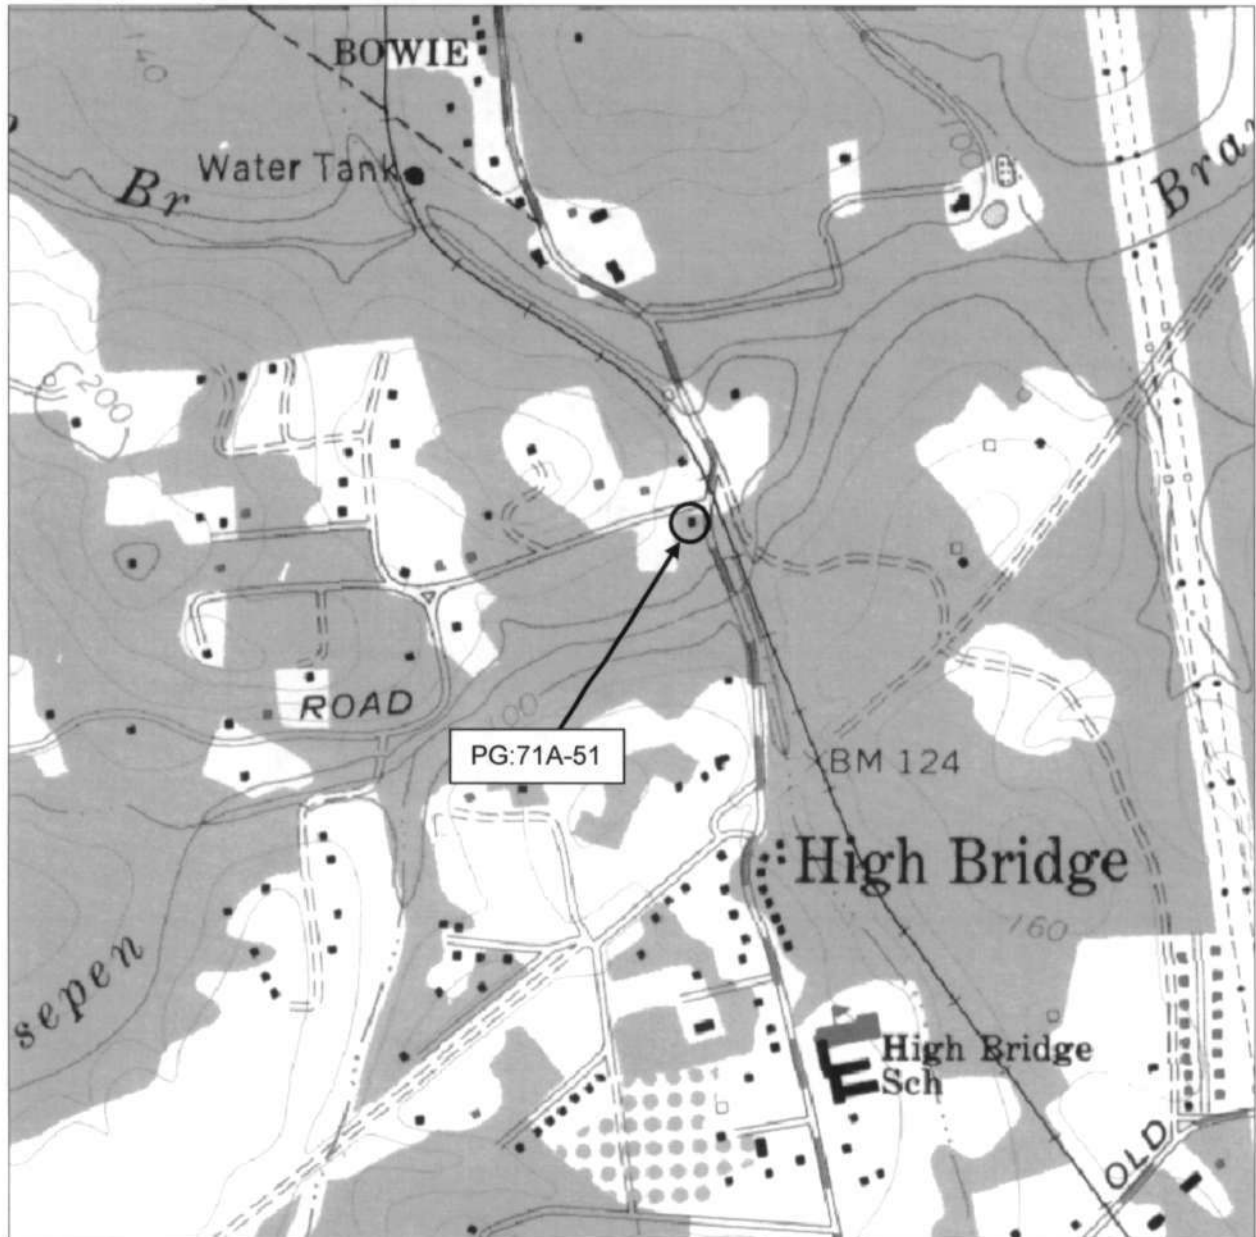 140
BOWIE
100
Water Tank
Br
Bra
200
ROAD
100
PG:71A-51
BM 124
High Bridge
160
sepen
High Bridge
Sch
OLD